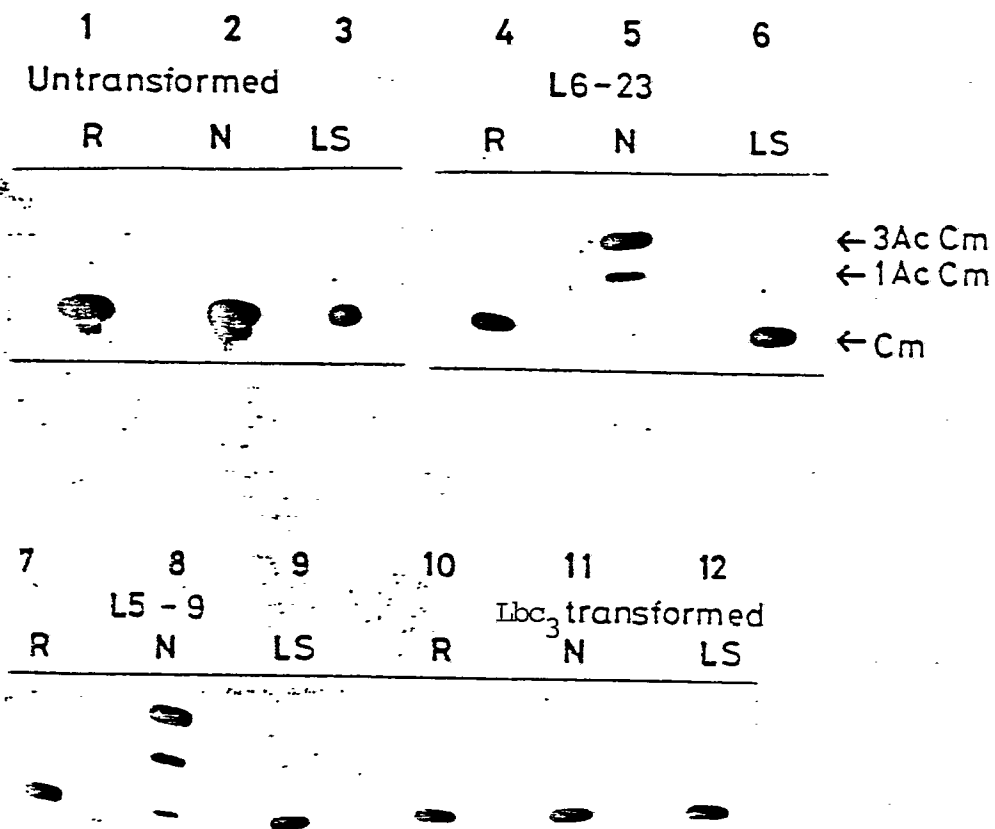 1 2 3 4 5 6
Untransformed L6-23
R N LS R N LS
←3Ac Cm
←1Ac Cm
←Cm
7 8 9 10 11 12
L5-9 Lbc₃ transformed
R N LS R N LS